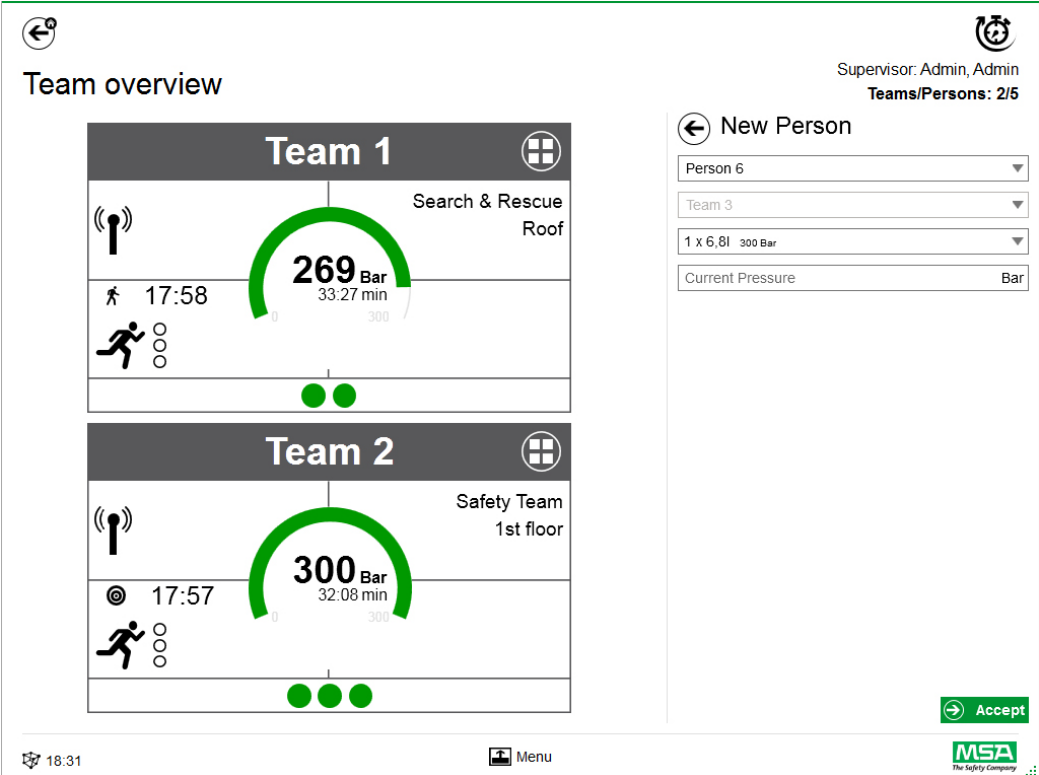 Supervisor: Admin, Admin
Team overview
Teams/Persons: 2/5
Team 1
Search & Rescue
Roof
269 Bar
33:27 min
17:58
0 300
Team 2
Safety Team
1st floor
300 Bar
32:08 min
17:57
0 300
New Person
Person 6
Team 3
1 x 6,8l 300 Bar
Current Pressure Bar
Accept
18:31
Menu
MSA
The Safety Company